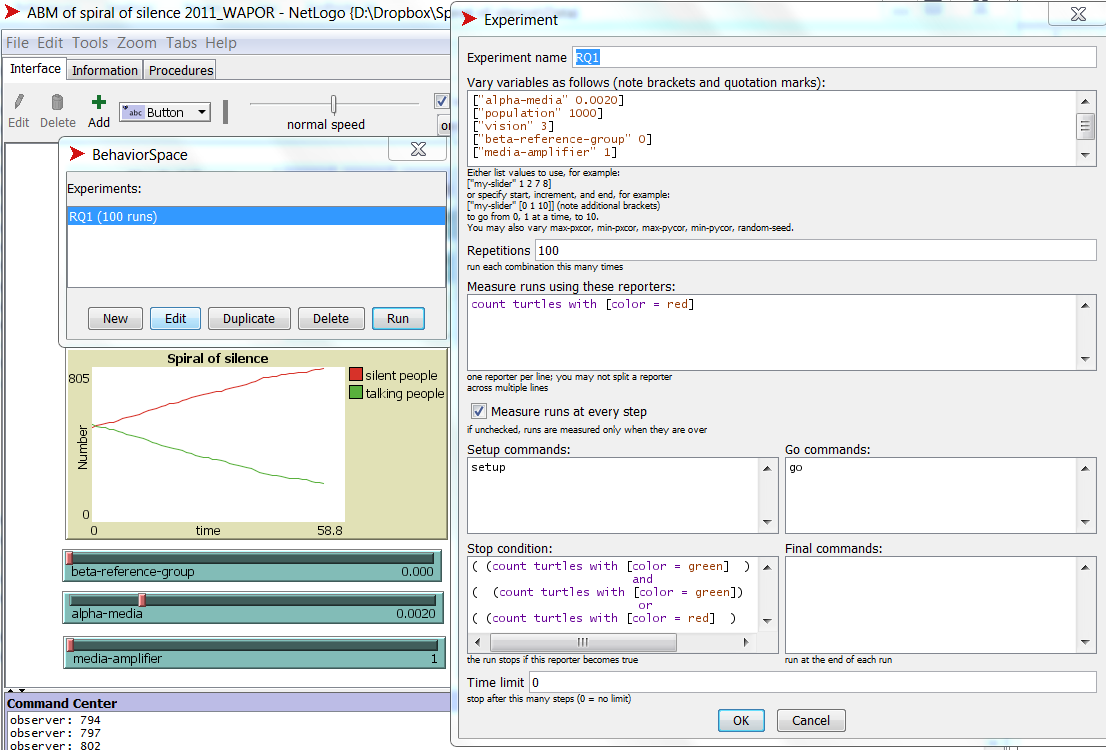 ABM of spiral of silence 2011_WAPOR - NetLogo {D:\Dropbox\Sp
File Edit Tools Zoom Tabs Help
Interface Information Procedures
Edit Delete Add abc Button
normal speed
BehaviorSpace
Experiments:
RQ1 (100 runs)
New Edit Duplicate Delete Run
Spiral of silence
805
silent people
talking people
Number
0
0 time 58.8
beta-reference-group 0.000
alpha-media 0.0020
media-amplifier 1
Command Center
observer: 794
observer: 797
observer: 802
Experiment
Experiment name RQ1
Vary variables as follows (note brackets and quotation marks):
["alpha-media" 0.0020]
["population" 1000]
["vision" 3]
["beta-reference-group" 0]
["media-amplifier" 1]
Either list values to use, for example:
["my-slider" 1 2 7 8]
or specify start, increment, and end, for example:
["my-slider" [0 1 10]] (note additional brackets)
to go from 0, 1 at a time, to 10.
You may also vary max-pxcor, min-pxcor, max-pycor, min-pycor, random-seed.
Repetitions 100
run each combination this many times
Measure runs using these reporters:
count turtles with [color = red]
one reporter per line; you may not split a reporter
across multiple lines
Measure runs at every step
if unchecked, runs are measured only when they are over
Setup commands:
setup
Go commands:
go
Stop condition:
( (count turtles with [color = green] )
and
( (count turtles with [color = green])
or
( (count turtles with [color = red] )
the run stops if this reporter becomes true
Final commands:
run at the end of each run
Time limit 0
stop after this many steps (0 = no limit)
OK Cancel